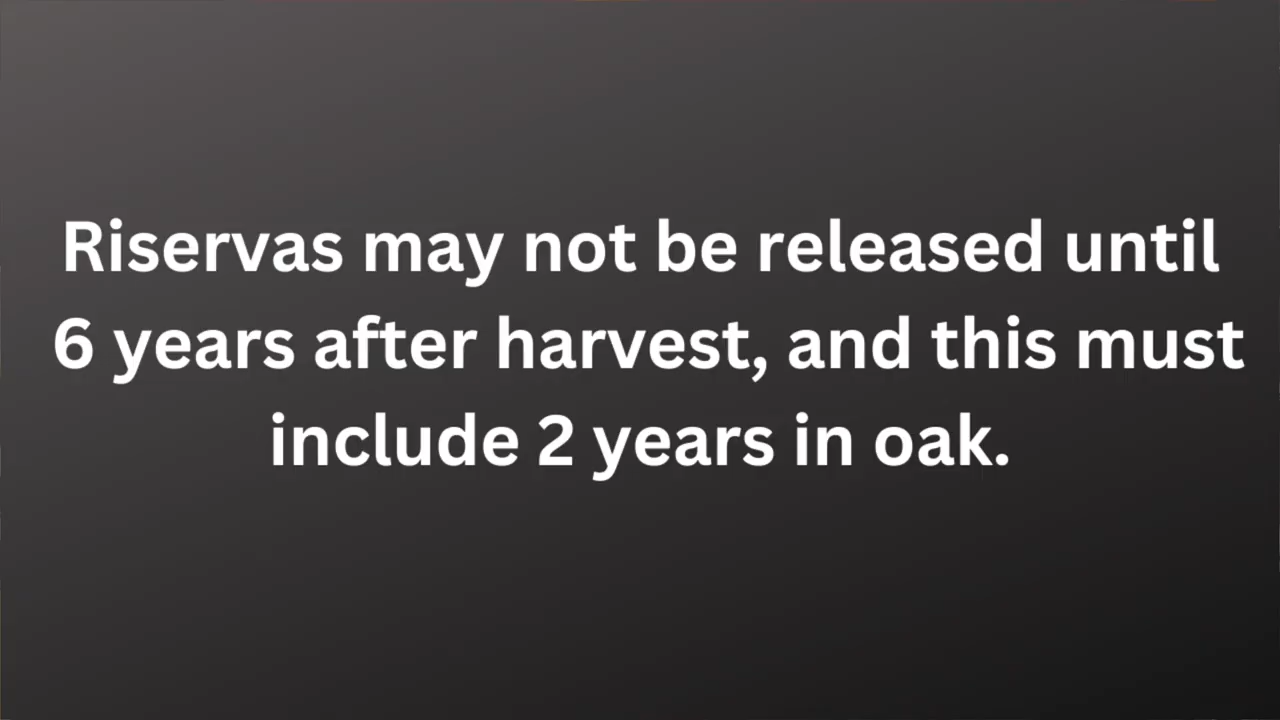 Riservas may not be released until
6 years after harvest, and this must
include 2 years in oak.